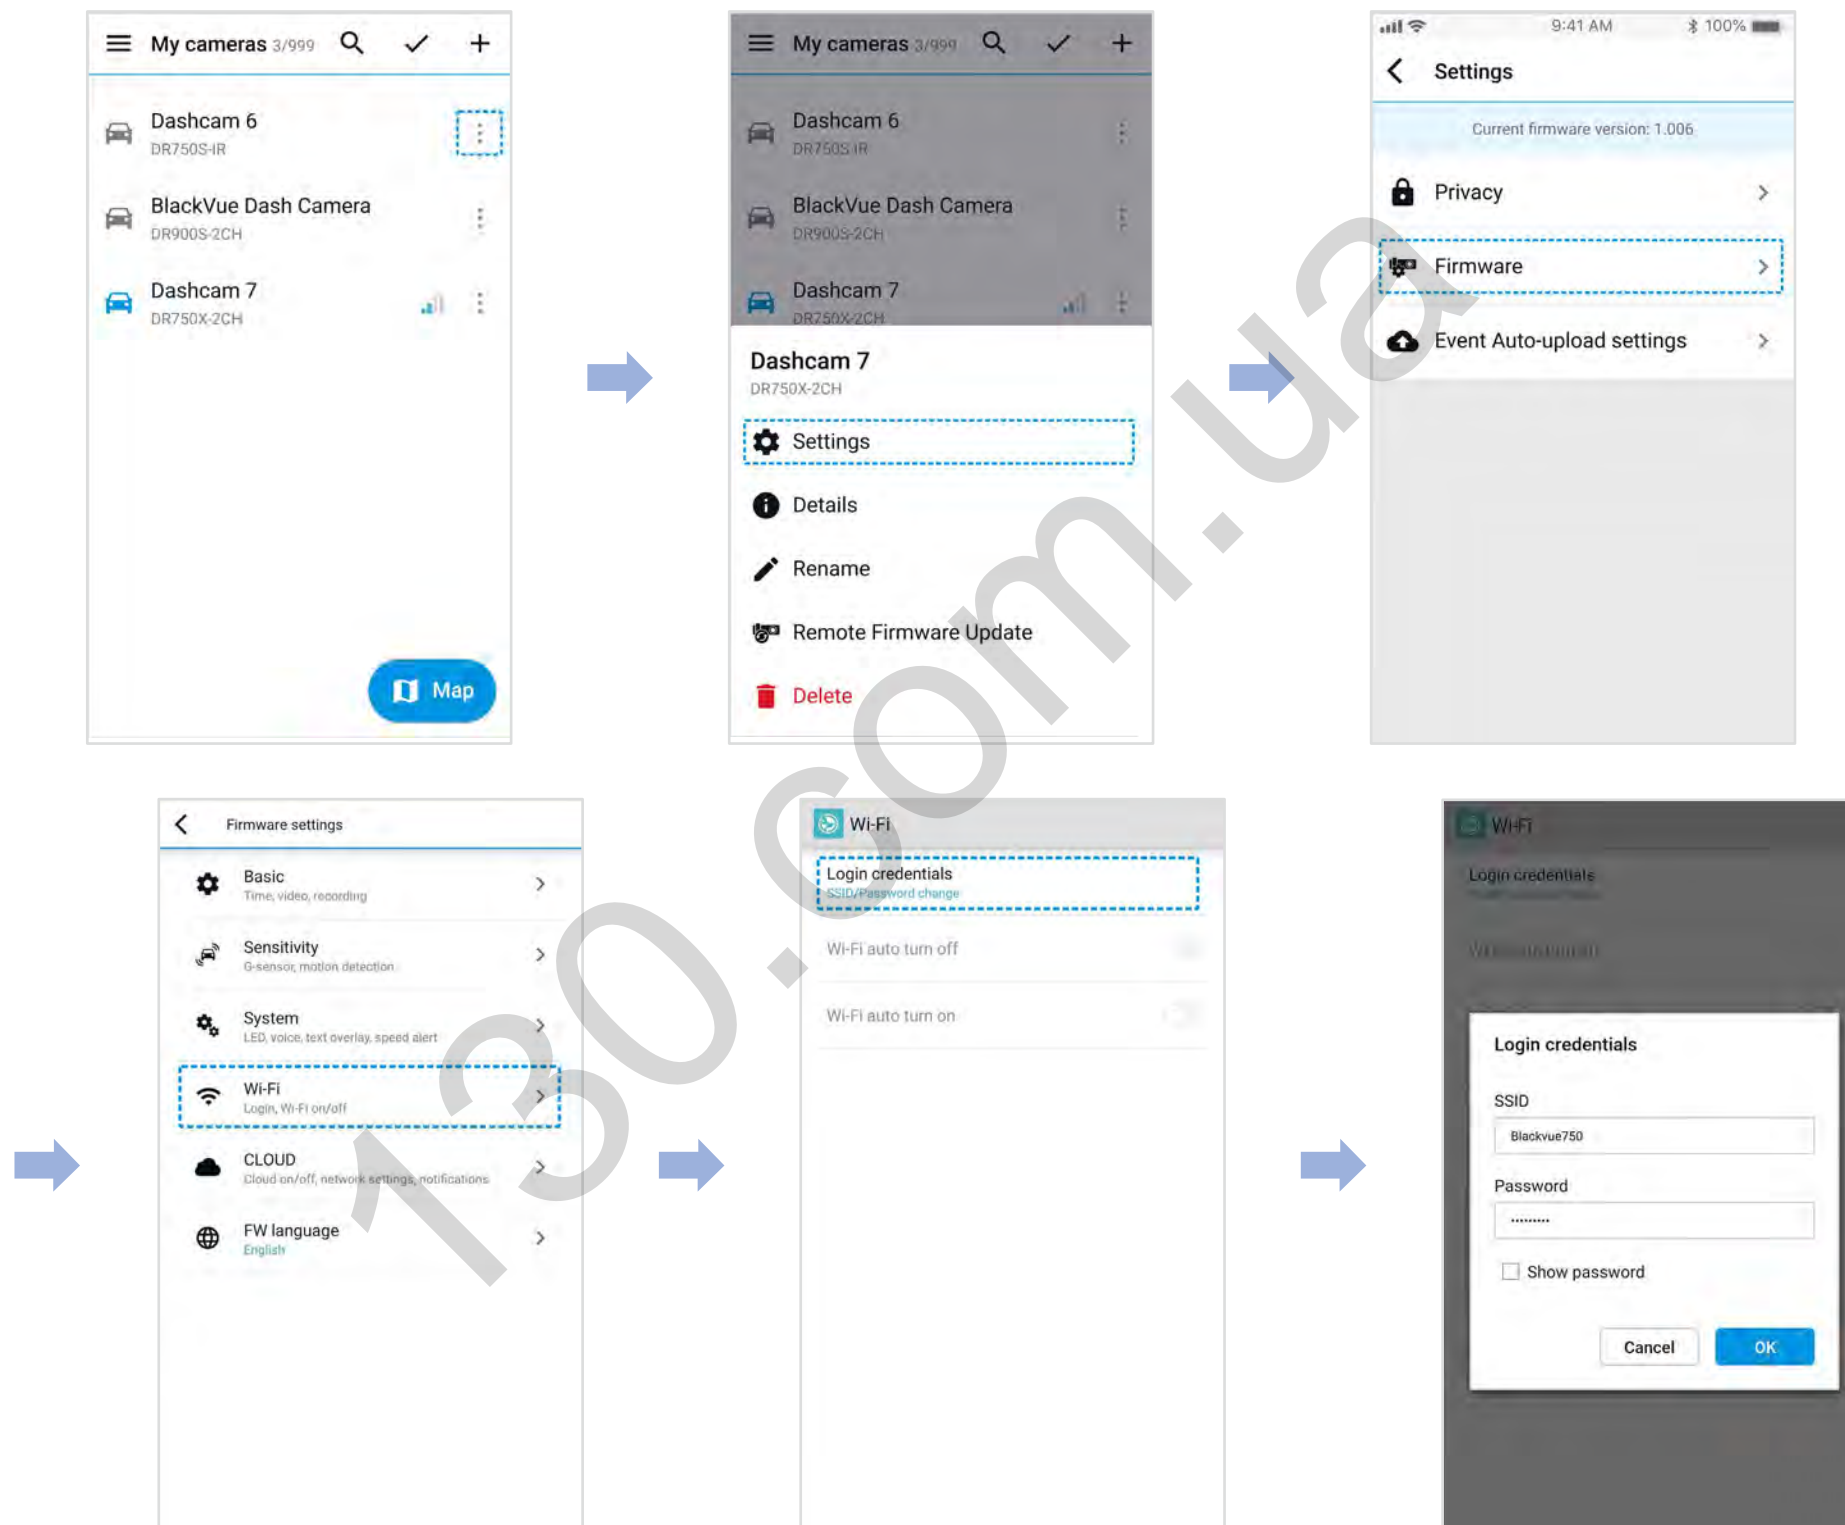 My cameras 3/999
Dashcam 6
DR750S-IR
BlackVue Dash Camera
DR900S-2CH
Dashcam 7
DR750X-2CH
Map
My cameras 3/999
Dashcam 6
DR750S-IR
BlackVue Dash Camera
DR900S-2CH
Dashcam 7
DR750X-2CH
Dashcam 7
DR750X-2CH
Settings
Details
Rename
Remote Firmware Update
Delete
9:41 AM
100%
Settings
Current firmware version: 1.006
Privacy
Firmware
Event Auto-upload settings
Firmware settings
Basic
Time, video, recording
Sensitivity
G-sensor, motion detection
System
LED, voice, text overlay, speed alert
Wi-Fi
Login, Wi-Fi on/off
CLOUD
Cloud on/off, network settings, notifications
FW language
English
Wi-Fi
Login credentials
SSID/Password change
Wi-Fi auto turn off
Wi-Fi auto turn on
Wi-Fi
Login credentials
Login credentials
SSID
Blackvue750
Password
Show password
Cancel
OK
130.com.ua